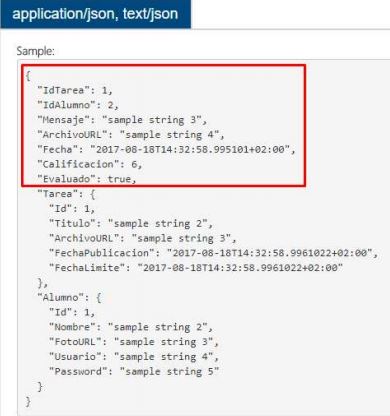 application/json, text/json
Sample:
{
  "IdTarea": 1,
  "IdAlumno": 2,
  "Mensaje": "sample string 3",
  "ArchivoURL": "sample string 4",
  "Fecha": "2017-08-18T14:32:58.995101+02:00",
  "Calificacion": 6,
  "Evaluado": true,
  "Tarea": {
    "Id": 1,
    "Titulo": "sample string 2",
    "ArchivoURL": "sample string 3",
    "FechaPublicacion": "2017-08-18T14:32:58.9961022+02:00",
    "FechaLimite": "2017-08-18T14:32:58.9961022+02:00"
  },
  "Alumno": {
    "Id": 1,
    "Nombre": "sample string 2",
    "FotoURL": "sample string 3",
    "Usuario": "sample string 4",
    "Password": "sample string 5"
  }
}